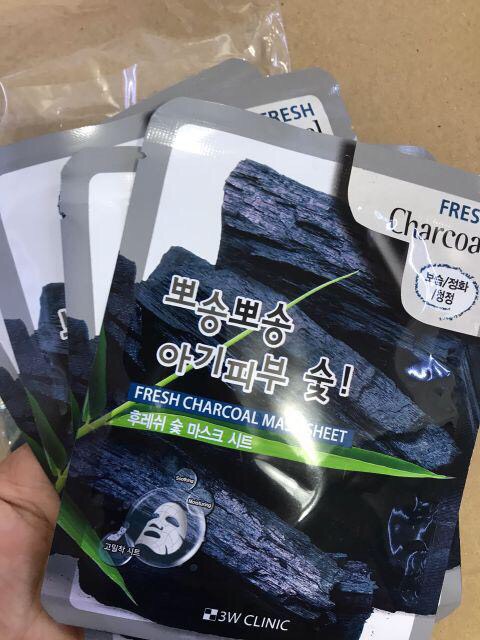 FRESH
FRES
Charcoa
보습/정화
/청정
뽀송뽀송
아기피부 숯!
FRESH CHARCOAL MASK SHEET
후레쉬 숯 마스크 시트
Soothing
Moisturizing
고밀착 시트
3W CLINIC